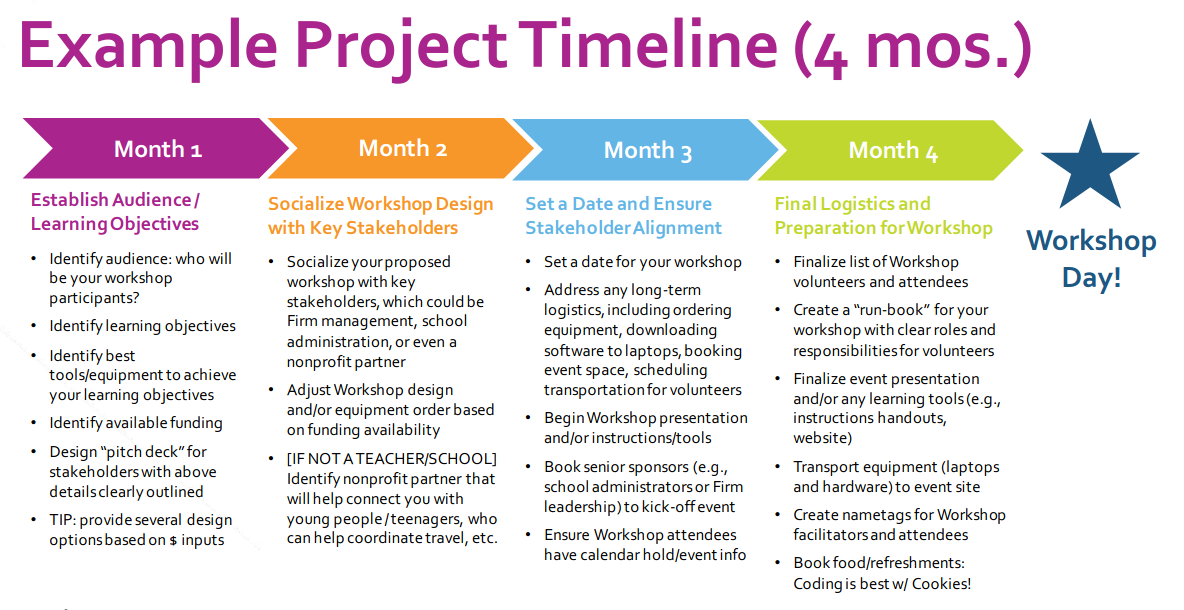 Example Project Timeline (4 mos.)
Month 1
Month 2
Month 3
Month 4
Workshop
Day!
Establish Audience /
Learning Objectives
• Identify audience: who will
be your workshop
participants?
• Identify learning objectives
• Identify best
tools/equipment to achieve
your learning objectives
• Identify available funding
• Design “pitch deck” for
stakeholders with above
details clearly outlined
• TIP: provide several design
options based on $ inputs
Socialize Workshop Design
with Key Stakeholders
• Socialize your proposed
workshop with key
stakeholders, which could be
Firm management, school
administration, or even a
nonprofit partner
• Adjust Workshop design
and/or equipment order based
on funding availability
• [IF NOT A TEACHER/SCHOOL]
Identify nonprofit partner that
will help connect you with
young people / teenagers, who
can help coordinate travel, etc.
Set a Date and Ensure
Stakeholder Alignment
• Set a date for your workshop
• Address any long-term
logistics, including ordering
equipment, downloading
software to laptops, booking
event space, scheduling
transportation for volunteers
• Begin Workshop presentation
and/or instructions/tools
• Book senior sponsors (e.g.,
school administrators or Firm
leadership) to kick-off event
• Ensure Workshop attendees
have calendar hold/event info
Final Logistics and
Preparation for Workshop
• Finalize list of Workshop
volunteers and attendees
• Create a “run-book” for your
workshop with clear roles and
responsibilities for volunteers
• Finalize event presentation
and/or any learning tools (e.g.,
instructions handouts,
website)
• Transport equipment (laptops
and hardware) to event site
• Create nametags for Workshop
facilitators and attendees
• Book food/refreshments:
Coding is best w/ Cookies!